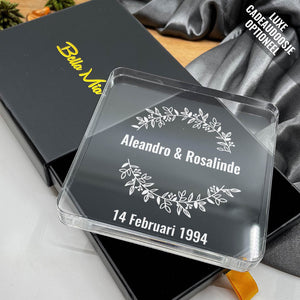 LUXE
CADEAUDOOSJE
OPTIONEEL
Bella Mia
Aleandro & Rosalinde
14 Februari 1994